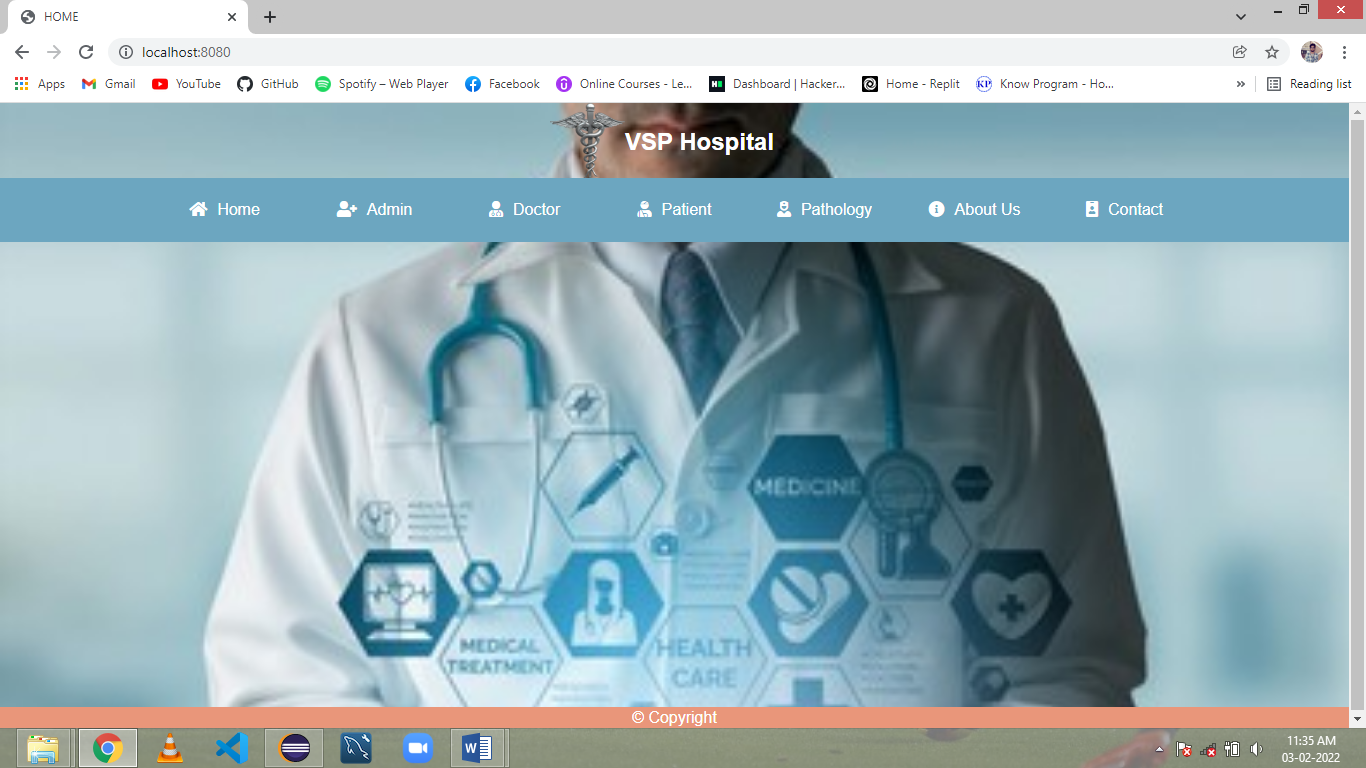 HOME
localhost:8080
Apps Gmail YouTube GitHub Spotify – Web Player Facebook Online Courses - Le... Dashboard | Hacker... Home - Replit KP Know Program - Ho... » Reading list
VSP Hospital
Home Admin Doctor Patient Pathology About Us Contact
MEDICINE
MEDICAL
TREATMENT
HEALTH
CARE
© Copyright
11:35 AM
03-02-2022